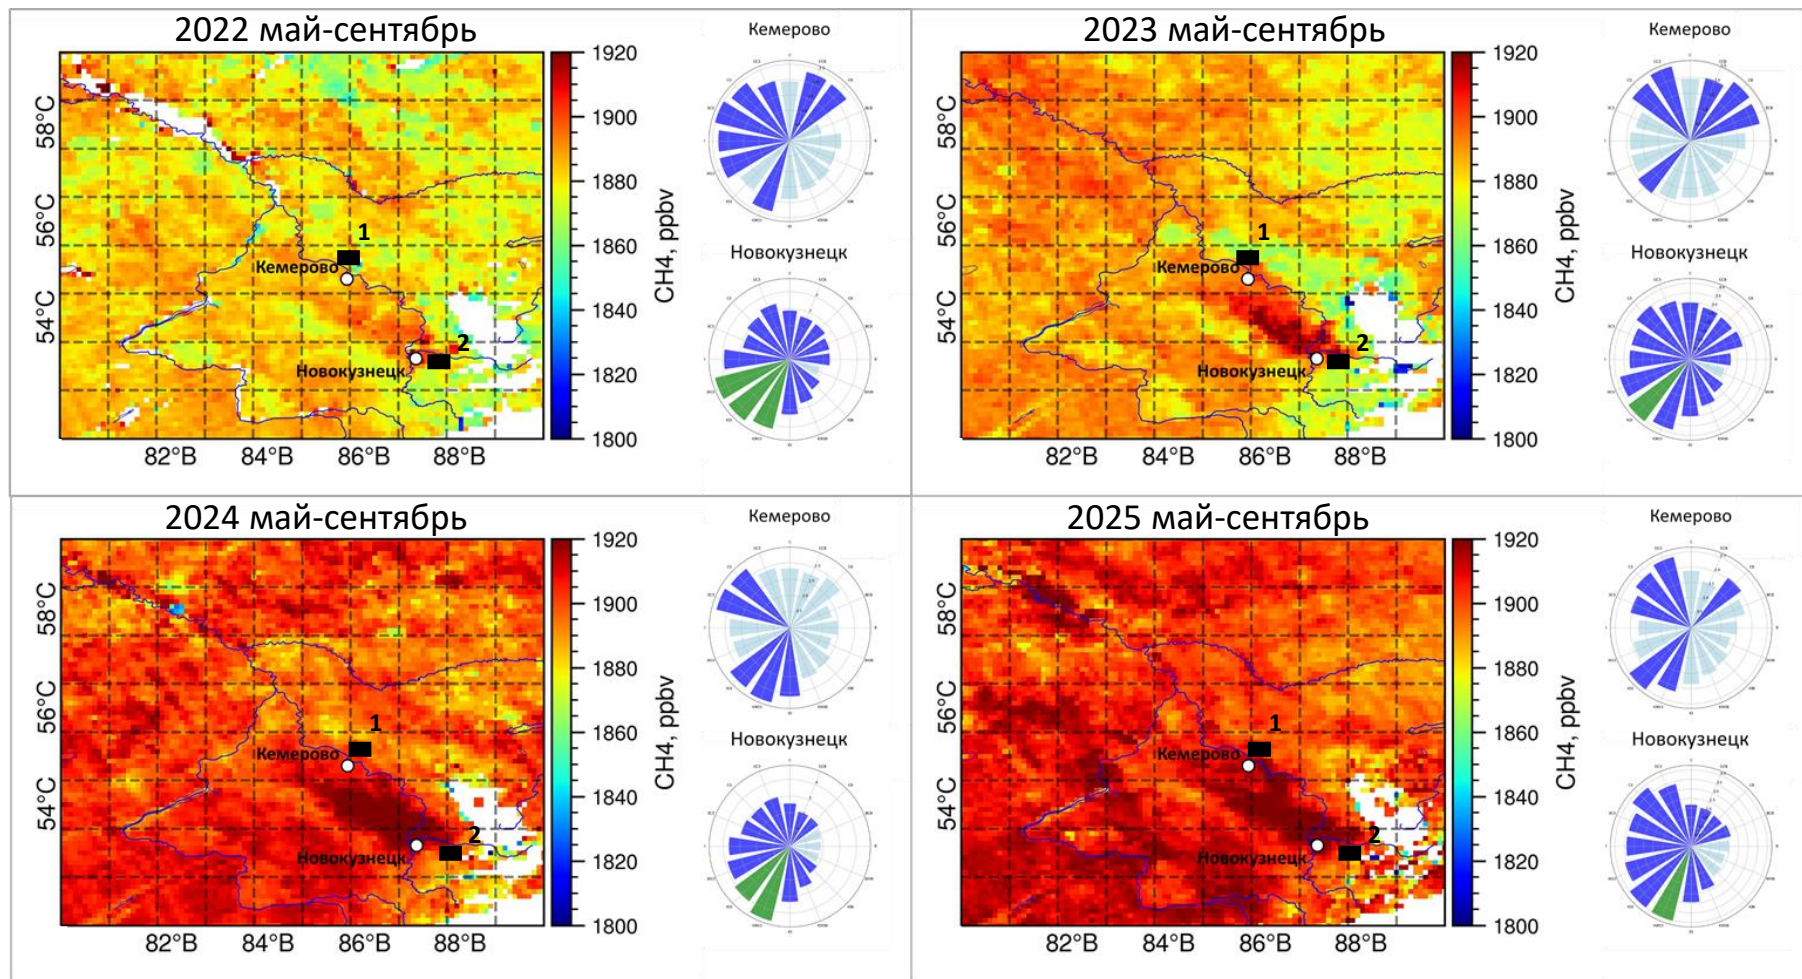 2022 май-сентябрь
1920
1900
1880
1860
1840
1820
1800
CH4, ppbv
58°С
56°С
54°С
82°В 84°В 86°В 88°В
1
Кемерово
2
Новокузнецк
Кемерово
Новокузнецк
2023 май-сентябрь
1920
1900
1880
1860
1840
1820
1800
CH4, ppbv
58°С
56°С
54°С
82°В 84°В 86°В 88°В
1
Кемерово
2
Новокузнецк
Кемерово
Новокузнецк
2024 май-сентябрь
1920
1900
1880
1860
1840
1820
1800
CH4, ppbv
58°С
56°С
54°С
82°В 84°В 86°В 88°В
1
Кемерово
2
Новокузнецк
Кемерово
Новокузнецк
2025 май-сентябрь
1920
1900
1880
1860
1840
1820
1800
CH4, ppbv
58°С
56°С
54°С
82°В 84°В 86°В 88°В
1
Кемерово
2
Новокузнецк
Кемерово
Новокузнецк